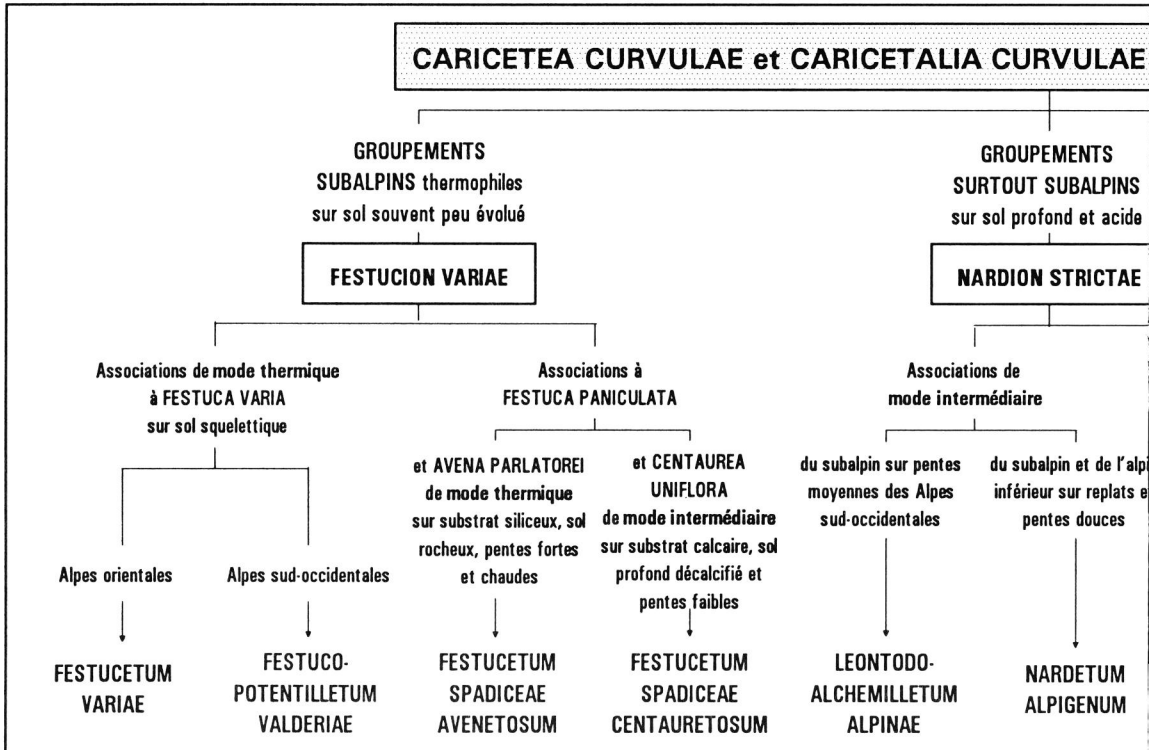 CARICETEA CURVULAE et CARICETALIA CURVULAE
GROUPEMENTS
SUBALPINS thermophiles
sur sol souvent peu évolué
FESTUCION VARIAE
GROUPEMENTS
SURTOUT SUBALPINS
sur sol profond et acide
NARDION STRICTAE
Associations de mode thermique
à FESTUCA VARIA
sur sol squelettique
Associations à
FESTUCA PANICULATA
Associations de
mode intermédiaire
et AVENA PARLATOREI
de mode thermique
sur substrat siliceux, sol
rocheux, pentes fortes
et chaudes
et CENTAUREA
UNIFLORA
de mode intermédiaire
sur substrat calcaire, sol
profond décalcifié et
pentes faibles
du subalpin sur pentes
moyennes des Alpes
sud-occidentales
du subalpin et de l'alpi
inférieur sur replats e
pentes douces
Alpes orientales
Alpes sud-occidentales
FESTUCETUM
VARIAE
FESTUCO-
POTENTILLETUM
VALDERIAE
FESTUCETUM
SPADICEAE
AVENETOSUM
FESTUCETUM
SPADICEAE
CENTAURETOSUM
LEONTODO-
ALCHEMILLETUM
ALPINAE
NARDETUM
ALPIGENUM